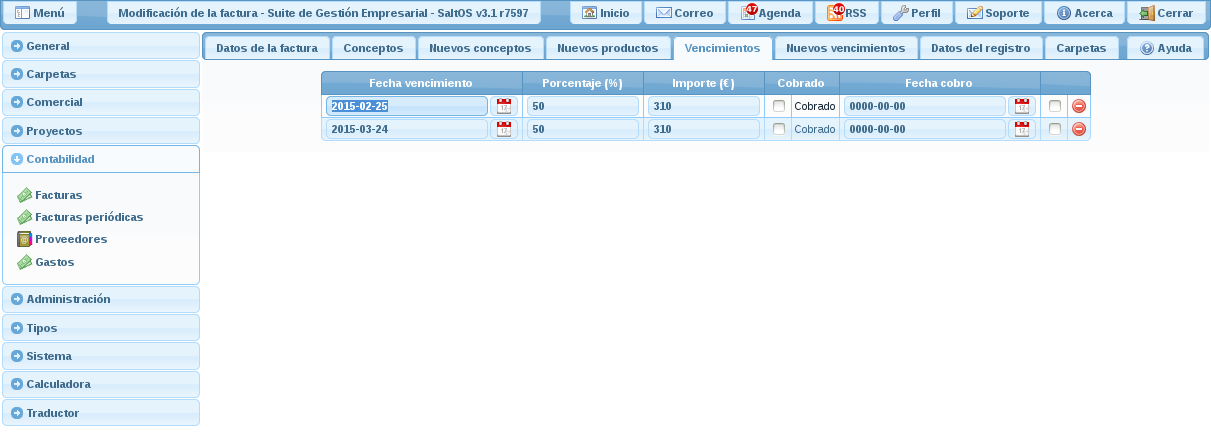 Menú Modificación de la factura - Suite de Gestión Empresarial - SaltOS v3.1 r7597 Inicio Correo 47 Agenda 40 RSS Perfil Soporte Acerca Cerrar
General
Carpetas
Comercial
Proyectos
Contabilidad
Facturas
Facturas periódicas
Proveedores
Gastos
Administración
Tipos
Sistema
Calculadora
Traductor
Datos de la factura Conceptos Nuevos conceptos Nuevos productos Vencimientos Nuevos vencimientos Datos del registro Carpetas Ayuda
Fecha vencimiento Porcentaje (%) Importe (€) Cobrado Fecha cobro
2015-02-25 50 310 Cobrado 0000-00-00
2015-03-24 50 310 Cobrado 0000-00-00